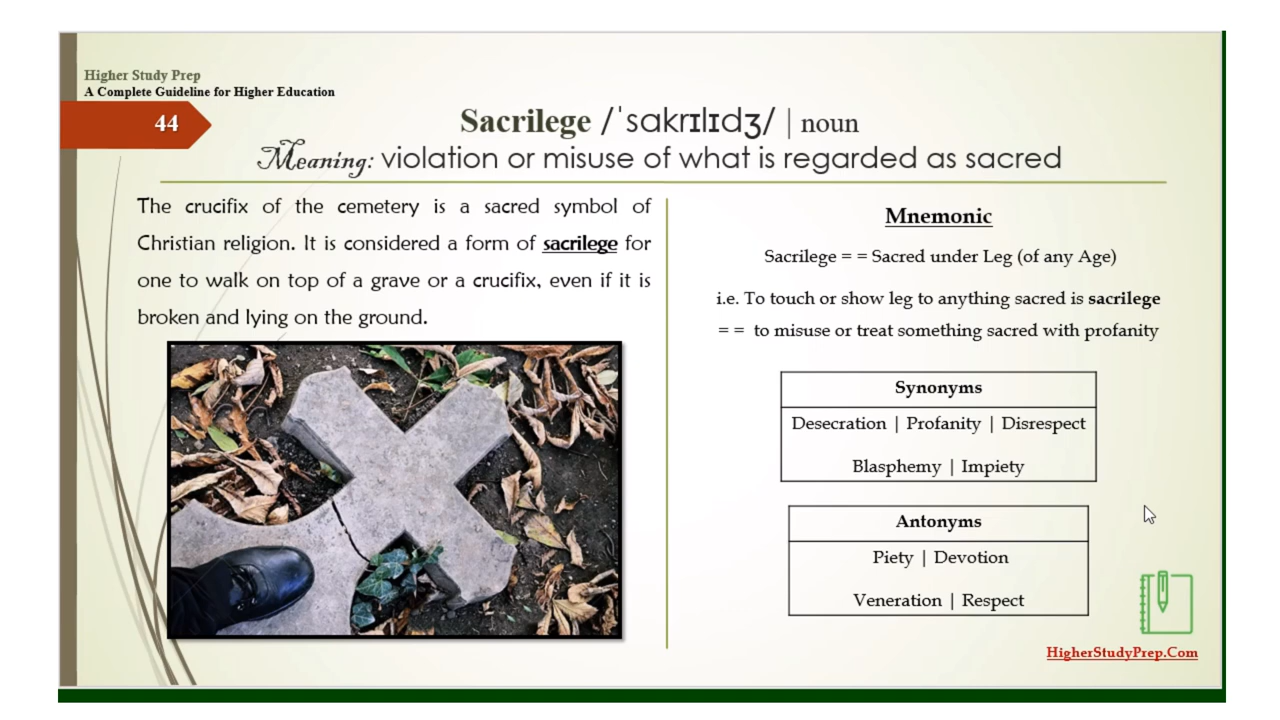 Higher Study Prep
A Complete Guideline for Higher Education
44
Sacrilege /ˈsakrɪlɪdʒ/ | noun
Meaning: violation or misuse of what is regarded as sacred
The crucifix of the cemetery is a sacred symbol of
Christian religion. It is considered a form of sacrilege for
one to walk on top of a grave or a crucifix, even if it is
broken and lying on the ground.
Mnemonic
Sacrilege = = Sacred under Leg (of any Age)
i.e. To touch or show leg to anything sacred is sacrilege
= = to misuse or treat something sacred with profanity
Synonyms
Desecration | Profanity | Disrespect
Blasphemy | Impiety
Antonyms
Piety | Devotion
Veneration | Respect
HigherStudyPrep.Com